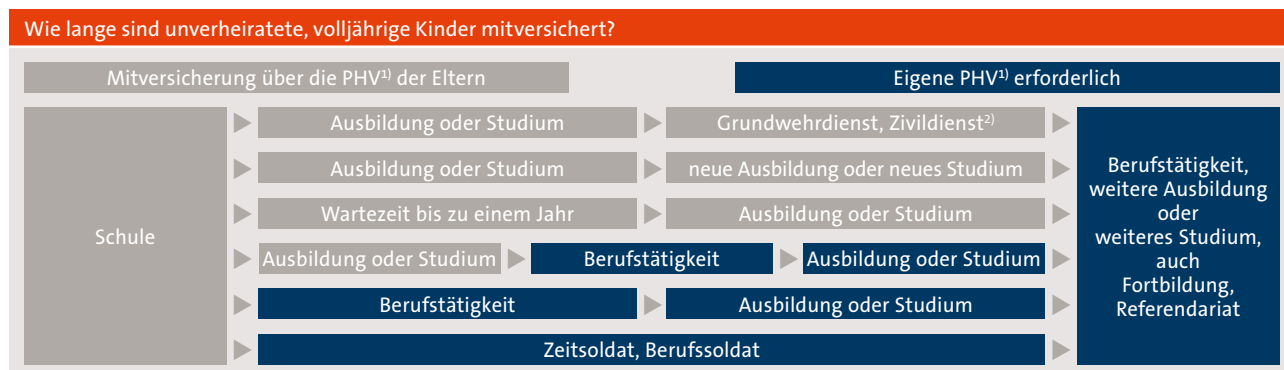 Wie lange sind unverheiratete, volljährige Kinder mitversichert?
Mitversicherung über die PHV¹⁾ der Eltern
Eigene PHV¹⁾ erforderlich
Schule
Ausbildung oder Studium
Grundwehrdienst, Zivildienst²⁾
Ausbildung oder Studium
neue Ausbildung oder neues Studium
Wartezeit bis zu einem Jahr
Ausbildung oder Studium
Ausbildung oder Studium
Berufstätigkeit
Ausbildung oder Studium
Berufstätigkeit
Ausbildung oder Studium
Zeitsoldat, Berufssoldat
Berufstätigkeit,
weitere Ausbildung
oder
weiteres Studium,
auch
Fortbildung,
Referendariat